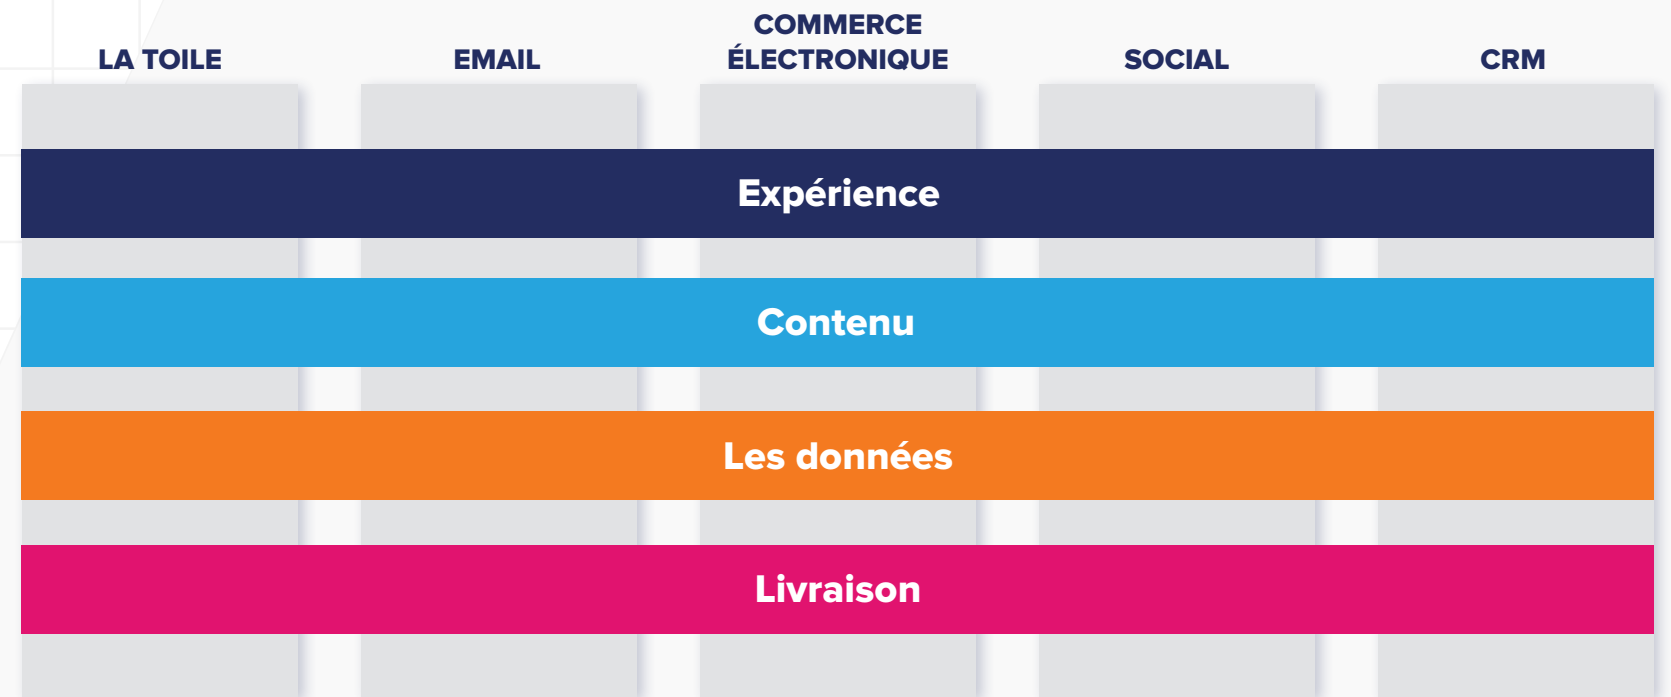 LA TOILE
EMAIL
COMMERCE
ÉLECTRONIQUE
SOCIAL
CRM
Expérience
Contenu
Les données
Livraison